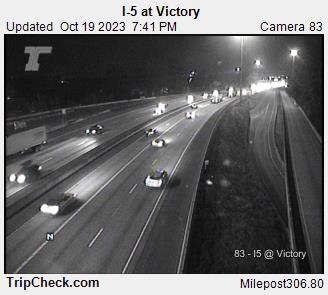 I-5 at Victory
Updated Oct 19 2023 7:41 PM Camera 83
T
N
83 - I5 @ Victory
TripCheck.com Milepost306.80